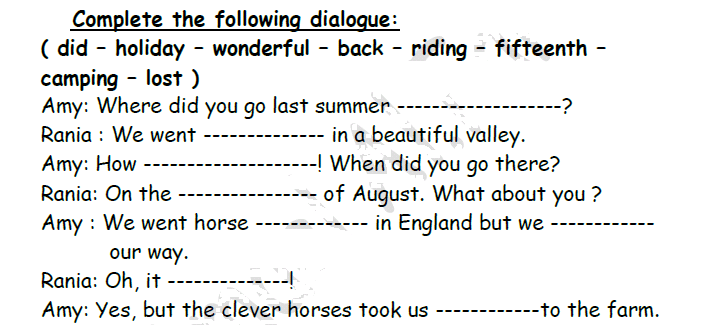 Complete the following dialogue:
( did – holiday – wonderful – back – riding – fifteenth –
camping – lost )
Amy: Where did you go last summer -------------------?
Rania : We went -------------- in a beautiful valley.
Amy: How --------------------! When did you go there?
Rania: On the ---------------- of August. What about you ?
Amy : We went horse ------------- in England but we ------------
our way.
Rania: Oh, it --------------!
Amy: Yes, but the clever horses took us ------------to the farm.